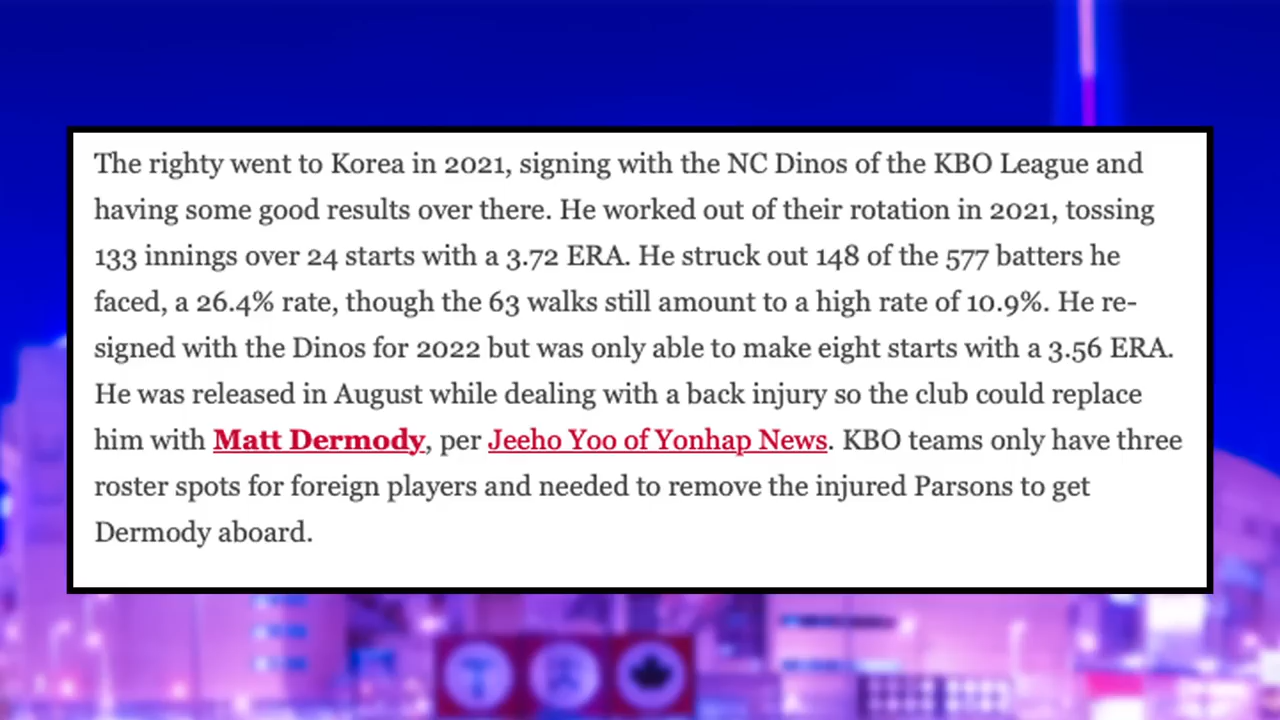 The righty went to Korea in 2021, signing with the NC Dinos of the KBO League and
having some good results over there. He worked out of their rotation in 2021, tossing
133 innings over 24 starts with a 3.72 ERA. He struck out 148 of the 577 batters he
faced, a 26.4% rate, though the 63 walks still amount to a high rate of 10.9%. He re-
signed with the Dinos for 2022 but was only able to make eight starts with a 3.56 ERA.
He was released in August while dealing with a back injury so the club could replace
him with Matt Dermody, per Jeeho Yoo of Yonhap News. KBO teams only have three
roster spots for foreign players and needed to remove the injured Parsons to get
Dermody aboard.